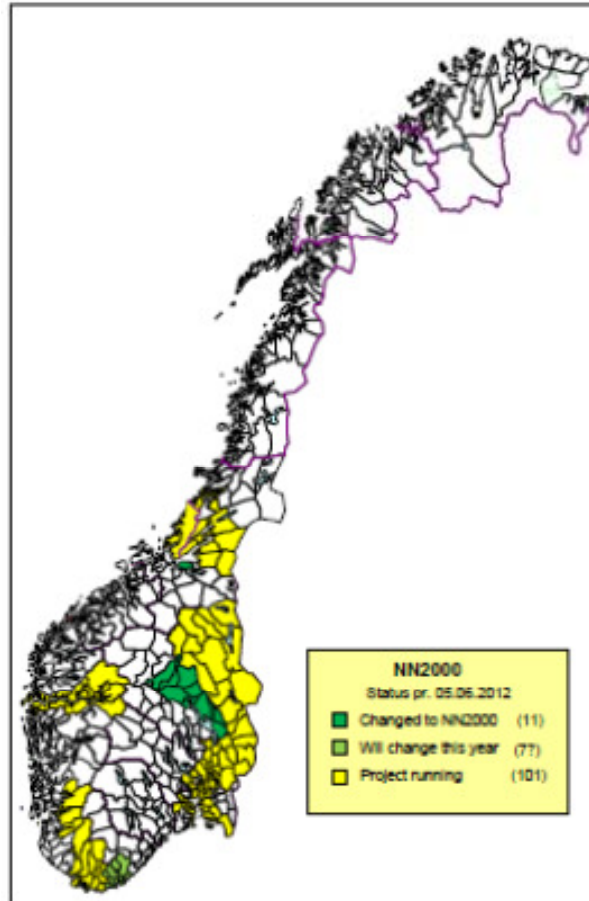 NN2000
Status pr. 05.06.2012
Changed to NN2000 (11)
Will change this year (7?)
Project running (101)